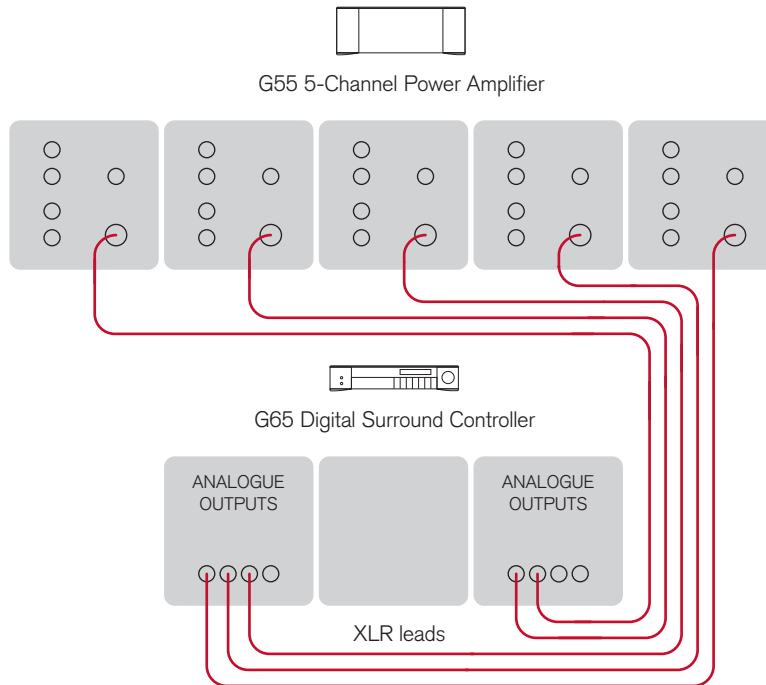 G55 5-Channel Power Amplifier
G65 Digital Surround Controller
ANALOGUE
OUTPUTS
ANALOGUE
OUTPUTS
XLR leads